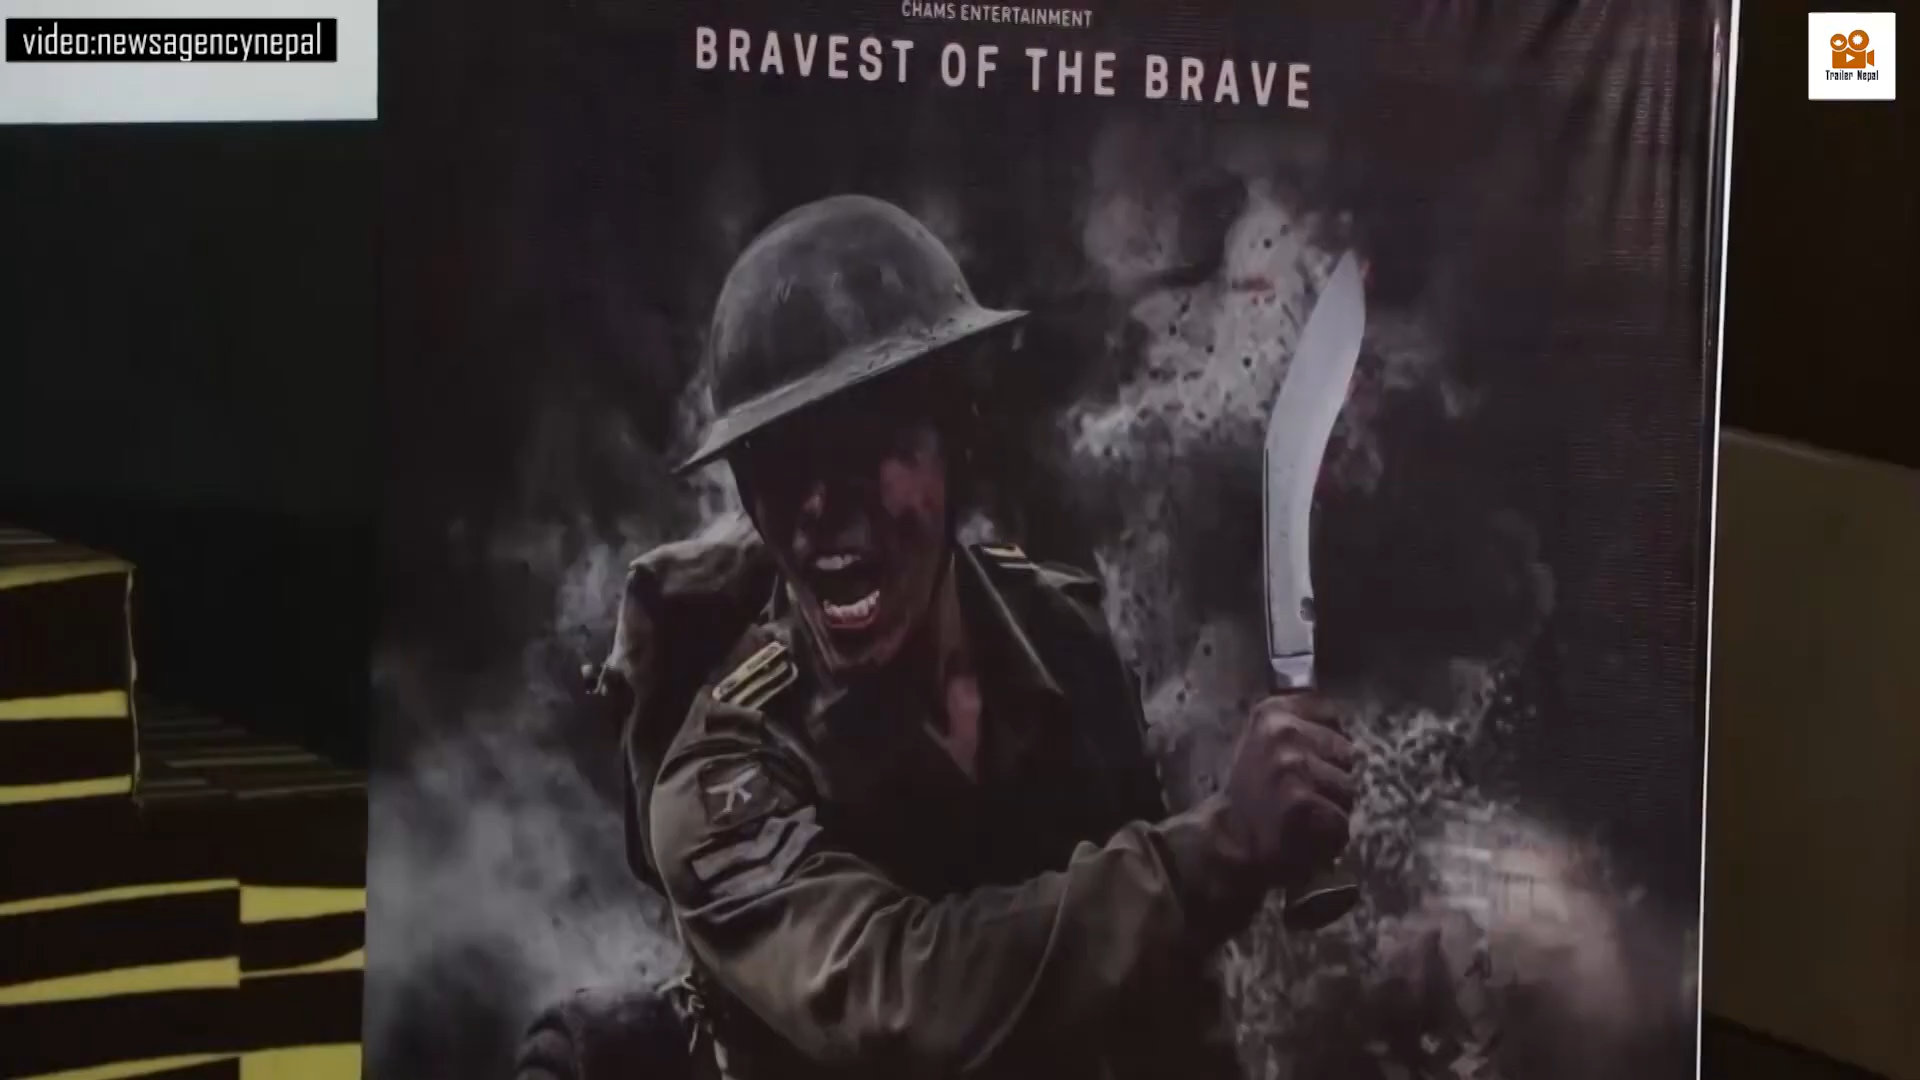 video:newsagencynepal
CHAMS ENTERTAINMENT
BRAVEST OF THE BRAVE
Trailer Nepal